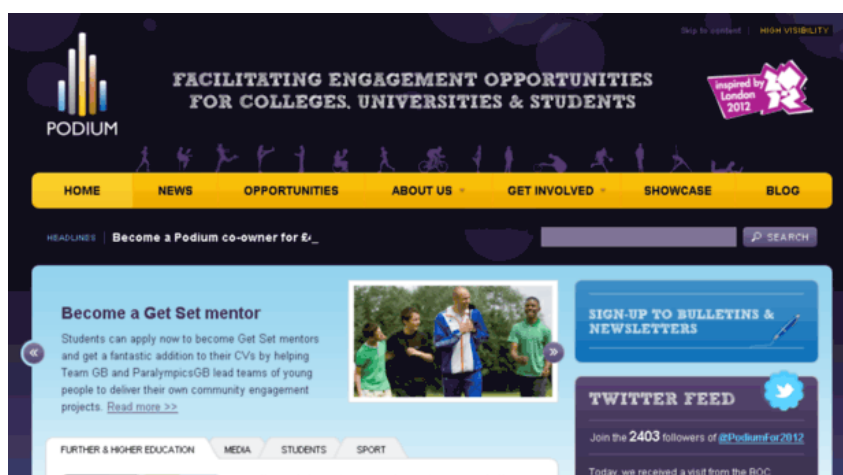 Skip to content | HIGH VISIBILITY
PODIUM
FACILITATING ENGAGEMENT OPPORTUNITIES
FOR COLLEGES, UNIVERSITIES & STUDENTS
inspired by
London
2012
HOME NEWS OPPORTUNITIES ABOUT US GET INVOLVED SHOWCASE BLOG
HEADLINES | Become a Podium co-owner for
SEARCH
Become a Get Set mentor
Students can apply now to become Get Set mentors
and get a fantastic addition to their CVs by helping
Team GB and ParalympicsGB lead teams of young
people to deliver their own community engagement
projects. Read more >>
«
»
SIGN-UP TO BULLETINS &
NEWSLETTERS
TWITTER FEED
Join the 2403 followers of @PodiumFor2012
Today, we received a visit from the BOC
FURTHER & HIGHER EDUCATION MEDIA STUDENTS SPORT